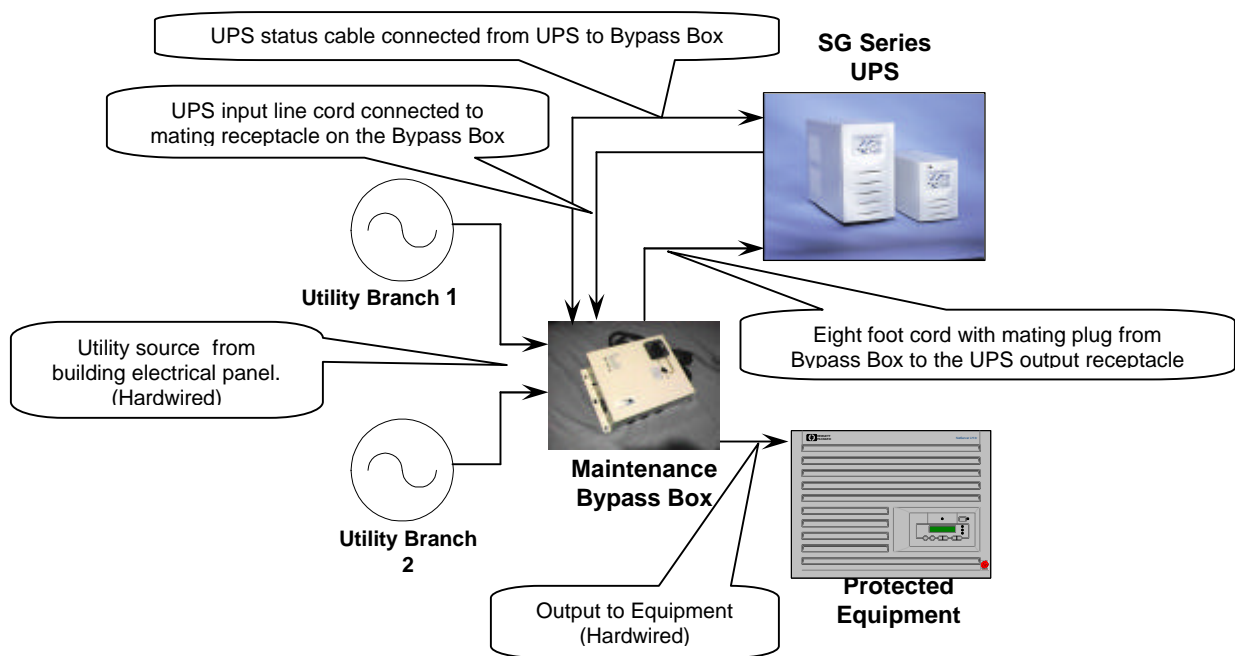 UPS status cable connected from UPS to Bypass Box
SG Series
UPS
UPS input line cord connected to
mating receptacle on the Bypass Box
Utility Branch 1
Utility source from
building electrical panel.
(Hardwired)
Eight foot cord with mating plug from
Bypass Box to the UPS output receptacle
Maintenance
Bypass Box
Utility Branch
2
Protected
Equipment
Output to Equipment
(Hardwired)